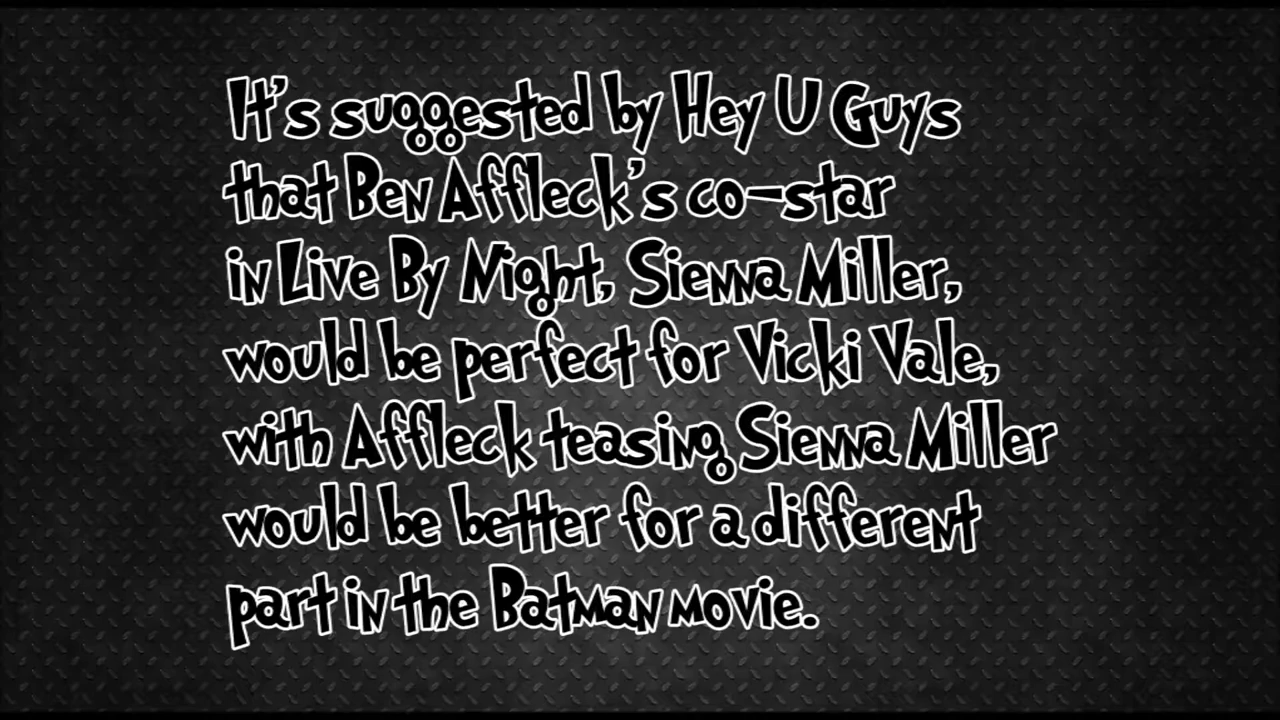 It's suggested by Hey U Guys
that Ben Affleck's co-star
in Live By Night, Sienna Miller,
would be perfect for Vicki Vale,
with Affleck teasing Sienna Miller
would be better for a different
part in the Batman movie.